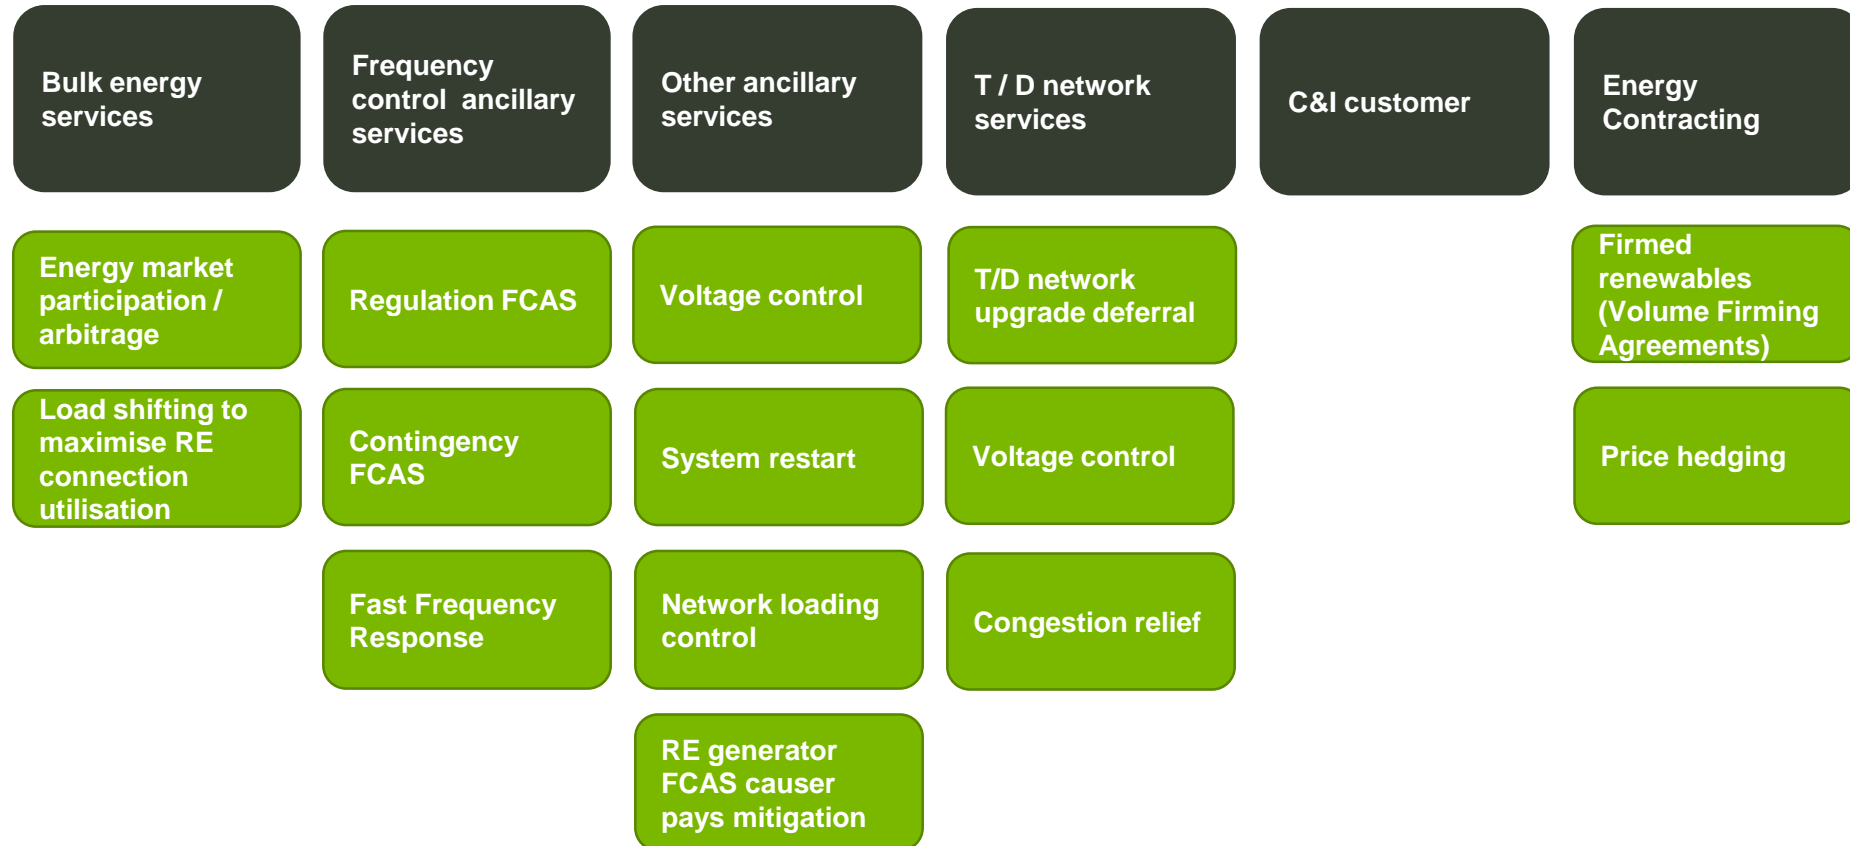 Bulk energy
services
Frequency
control ancillary
services
Other ancillary
services
T / D network
services
C&I customer
Energy
Contracting
Energy market
participation /
arbitrage
Regulation FCAS
Voltage control
T/D network
upgrade deferral
Firmed
renewables
(Volume Firming
Agreements)
Load shifting to
maximise RE
connection
utilisation
Contingency
FCAS
System restart
Voltage control
Price hedging
Fast Frequency
Response
Network loading
control
Congestion relief
RE generator
FCAS causer
pays mitigation